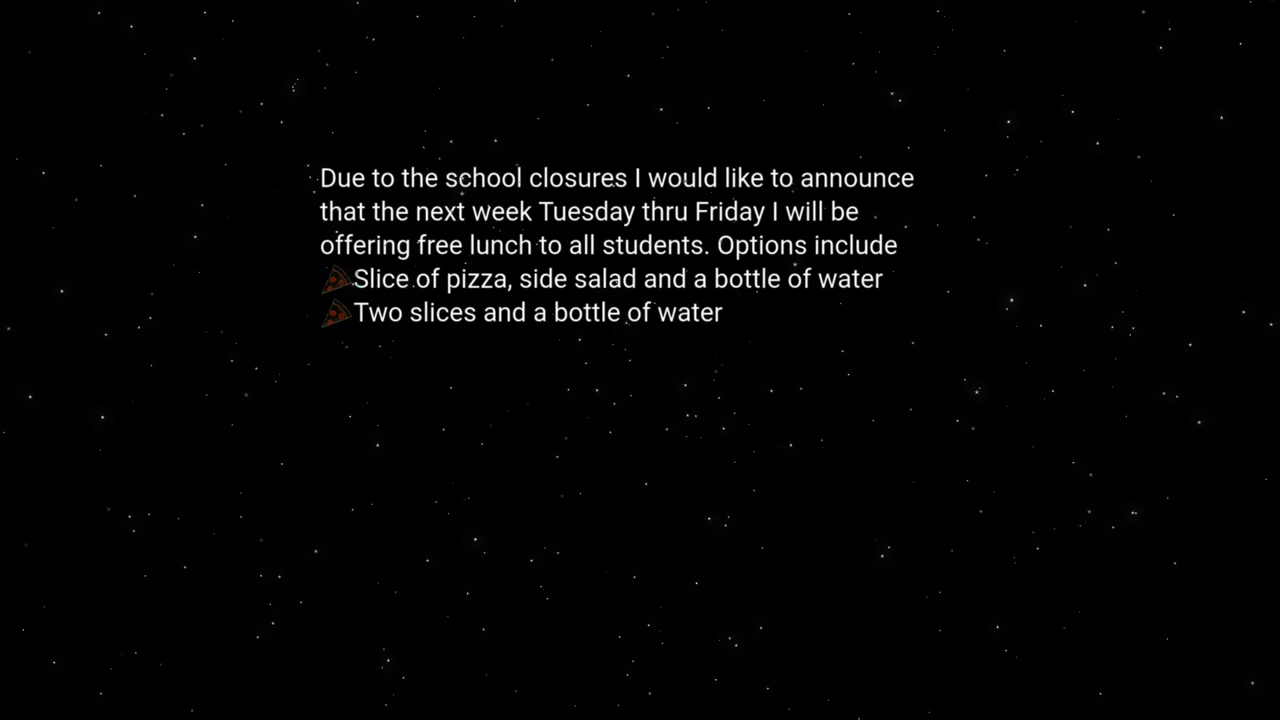 Due to the school closures I would like to announce
that the next week Tuesday thru Friday I will be
offering free lunch to all students. Options include
🍕Slice of pizza, side salad and a bottle of water
🍕Two slices and a bottle of water